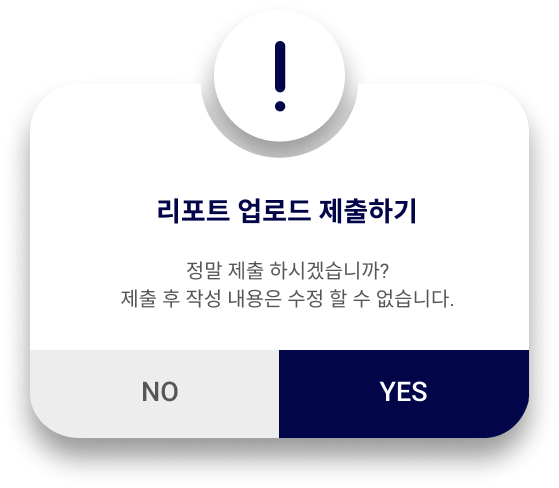 !
리포트 업로드 제출하기
정말 제출 하시겠습니까?
제출 후 작성 내용은 수정 할 수 없습니다.
NO
YES